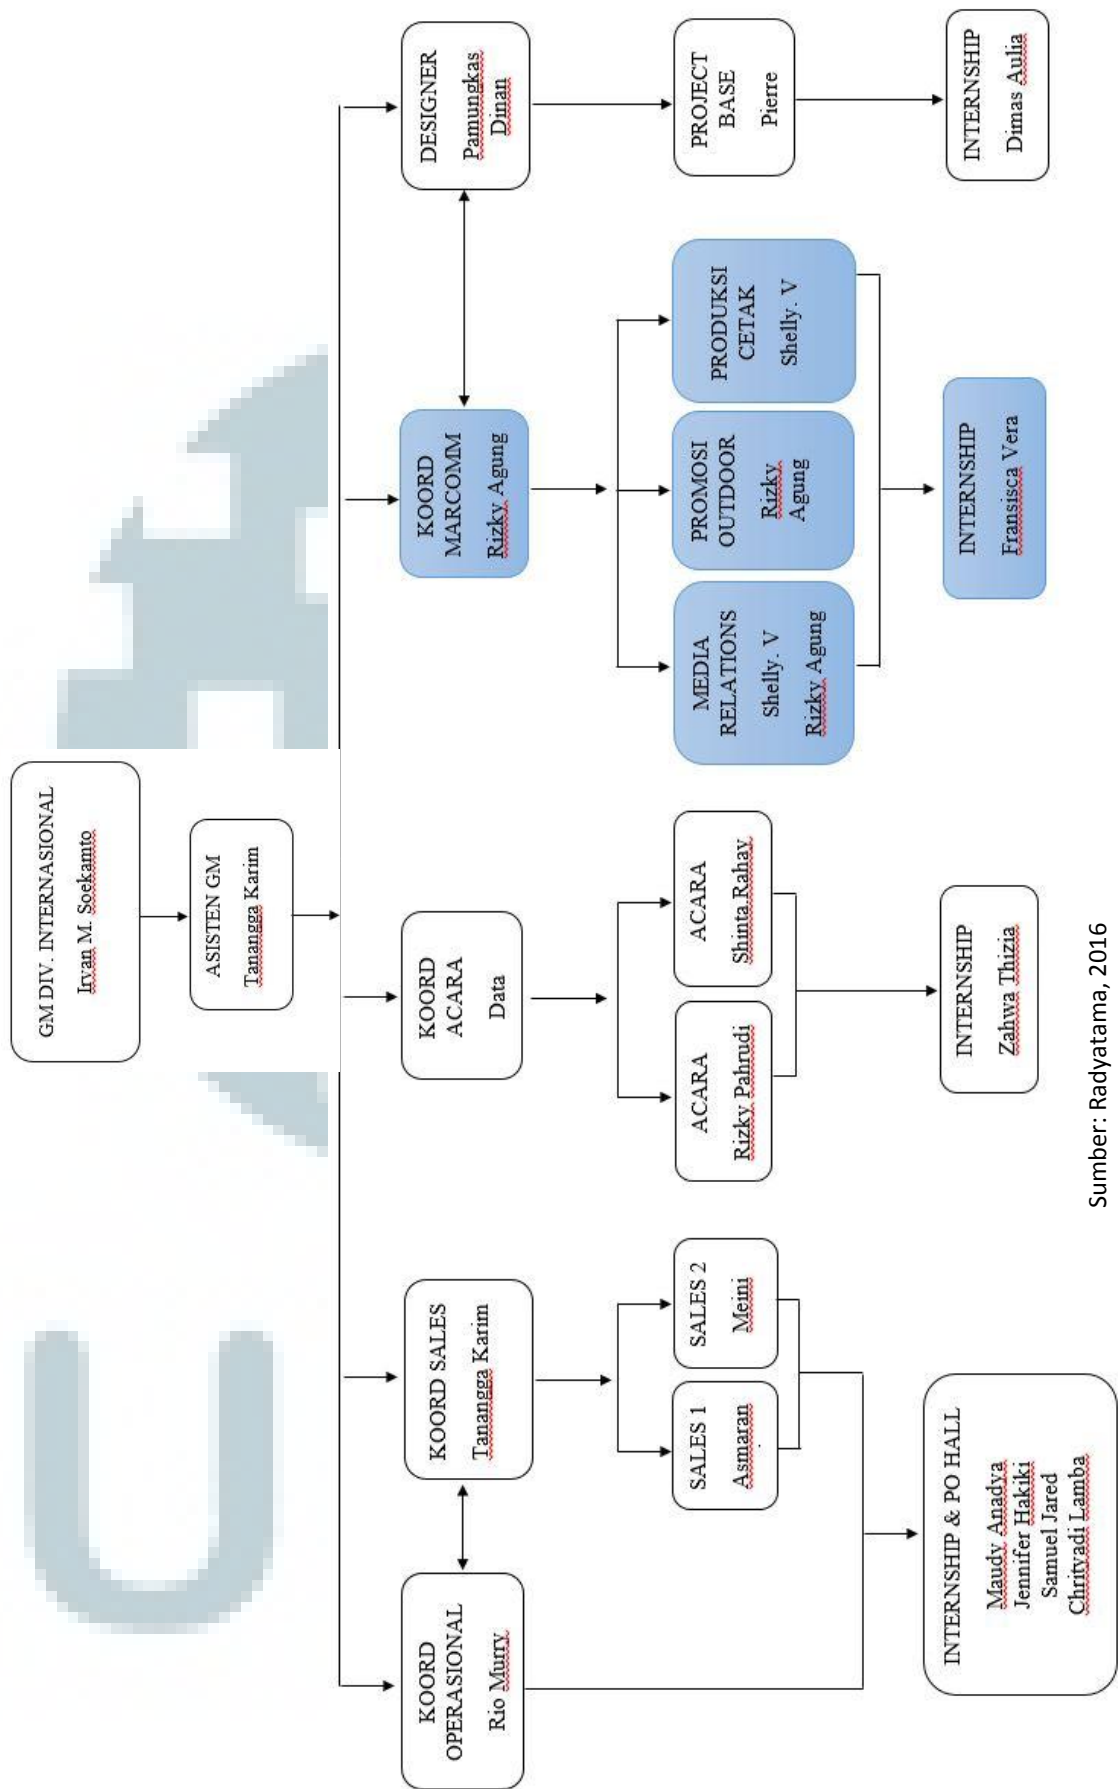 GM DIV. INTERNASIONAL
Irvan M. Soekamto
ASISTEN GM
Tanangga Karim
KOORD
OPERASIONAL
Rio Murry
KOORD SALES
Tanangga Karim
KOORD
ACARA
Data
KOORD
MARCOMM
Rizky Agung
DESIGNER
Pamungkas
Dinan
SALES 1
Asmaran
.
SALES 2
Meini
ACARA
Rizky Pahrudi
ACARA
Shinta Rahay
MEDIA
RELATIONS
Shelly. V
Rizky Agung
PROMOSI
OUTDOOR
Rizky
Agung
PRODUKSI
CETAK
Shelly. V
PROJECT
BASE
Pierre
INTERNSHIP & PO HALL
Maudy Anadya
Jennifer Hakiki
Samuel Jared
Chrityadi Lamba
INTERNSHIP
Zahwa Thizia
INTERNSHIP
Fransisca Vera
INTERNSHIP
Dimas Aulia
Sumber: Radyatama, 2016